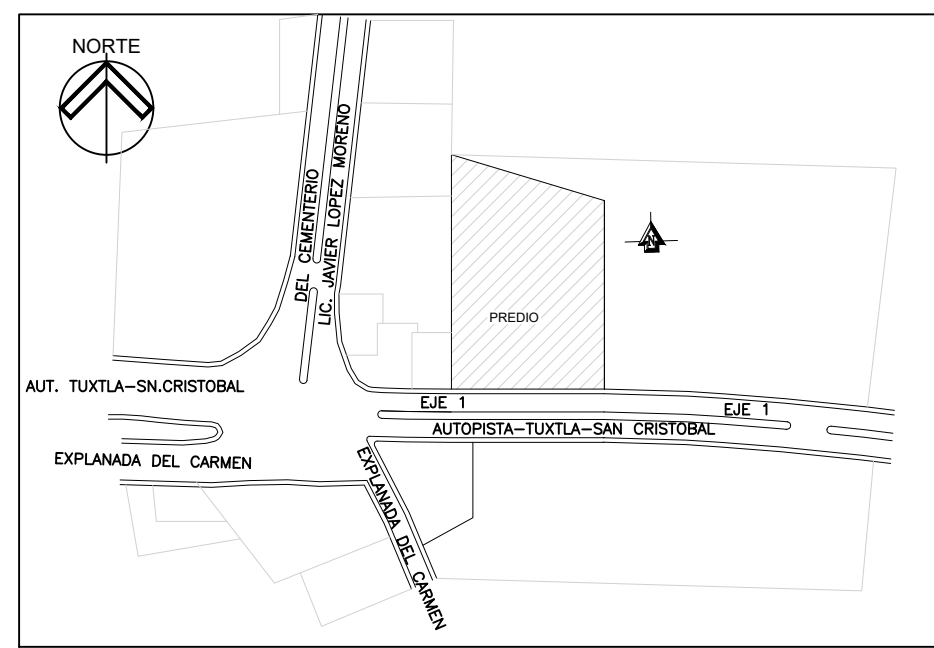 NORTE
DEL CEMENTERIO
LIC. JAVIER LOPEZ MORENO
N
PREDIO
AUT. TUXTLA-SN.CRISTOBAL
EJE 1
EJE 1
AUTOPISTA-TUXTLA-SAN CRISTOBAL
EXPLANADA DEL CARMEN
EXPLANADA DEL CARMEN